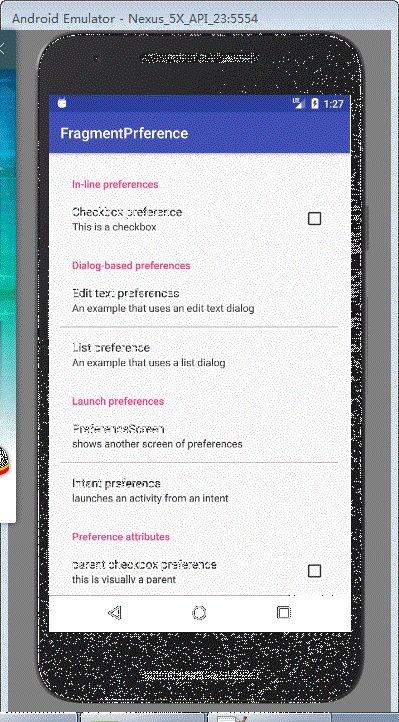 Android Emulator - Nexus_5X_API_23:5554
LTE 1:27
FragmentPrference
In-line preferences
Checkbox preference
This is a checkbox
Dialog-based preferences
Edit text preferences
An example that uses an edit text dialog
List preference
An example that uses a list dialog
Launch preferences
PreferenceScreen
shows another screen of preferences
Intent preference
launches an activity from an intent
Preference attributes
parent checkbox preference
this is visually a parent